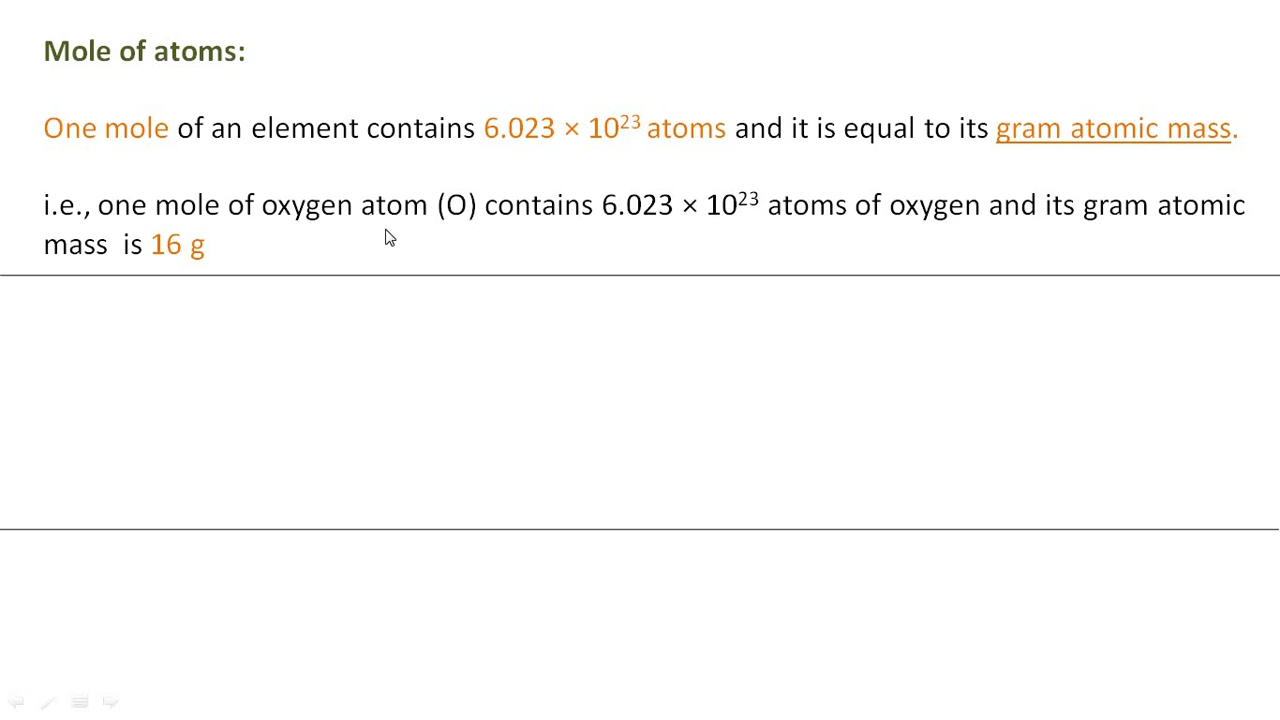 Mole of atoms:
One mole of an element contains 6.023 × 10²³ atoms and it is equal to its gram atomic mass.
i.e., one mole of oxygen atom (O) contains 6.023 × 10²³ atoms of oxygen and its gram atomic
mass is 16 g